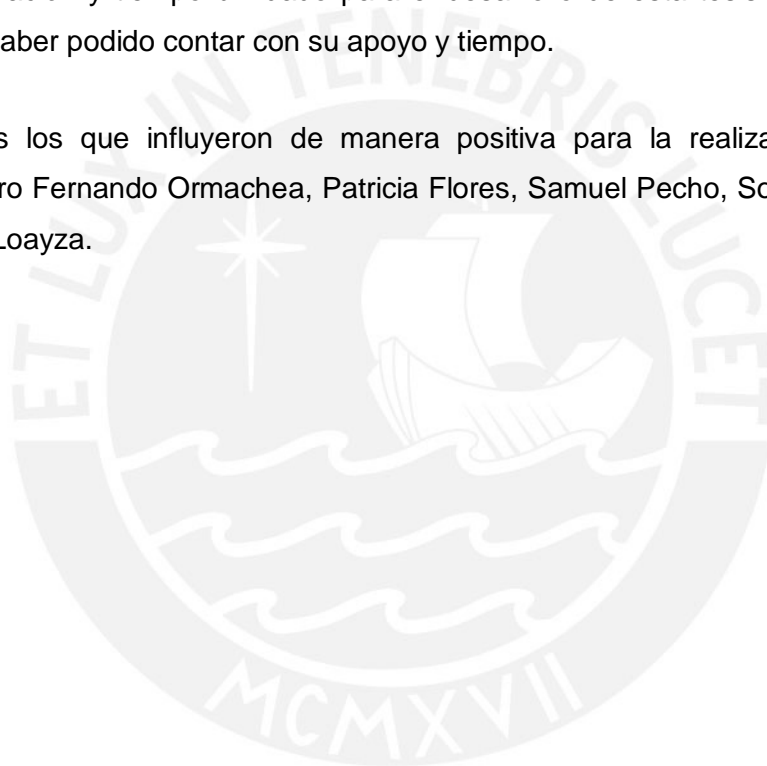 aber podido contar con su apoyo y tiempo.
s los que influyeron de manera positiva para la realiza
ro Fernando Ormachea, Patricia Flores, Samuel Pecho, So
Loayza.
ET LUX IN TENEBRIS LUCET
MCMXVII